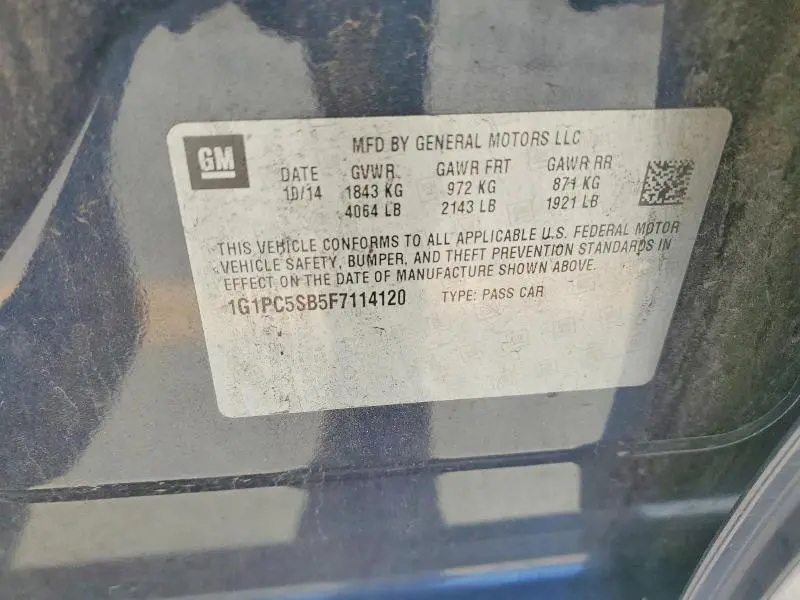 GM
MFD BY GENERAL MOTORS LLC
DATE GVWR GAWR FRT GAWR RR
10/14 1843 KG 972 KG 871 KG
4064 LB 2143 LB 1921 LB
THIS VEHICLE CONFORMS TO ALL APPLICABLE U.S. FEDERAL MOTOR
VEHICLE SAFETY, BUMPER, AND THEFT PREVENTION STANDARDS IN
EFFECT ON THE DATE OF MANUFACTURE SHOWN ABOVE.
1G1PC5SB5F7114120 TYPE: PASS CAR